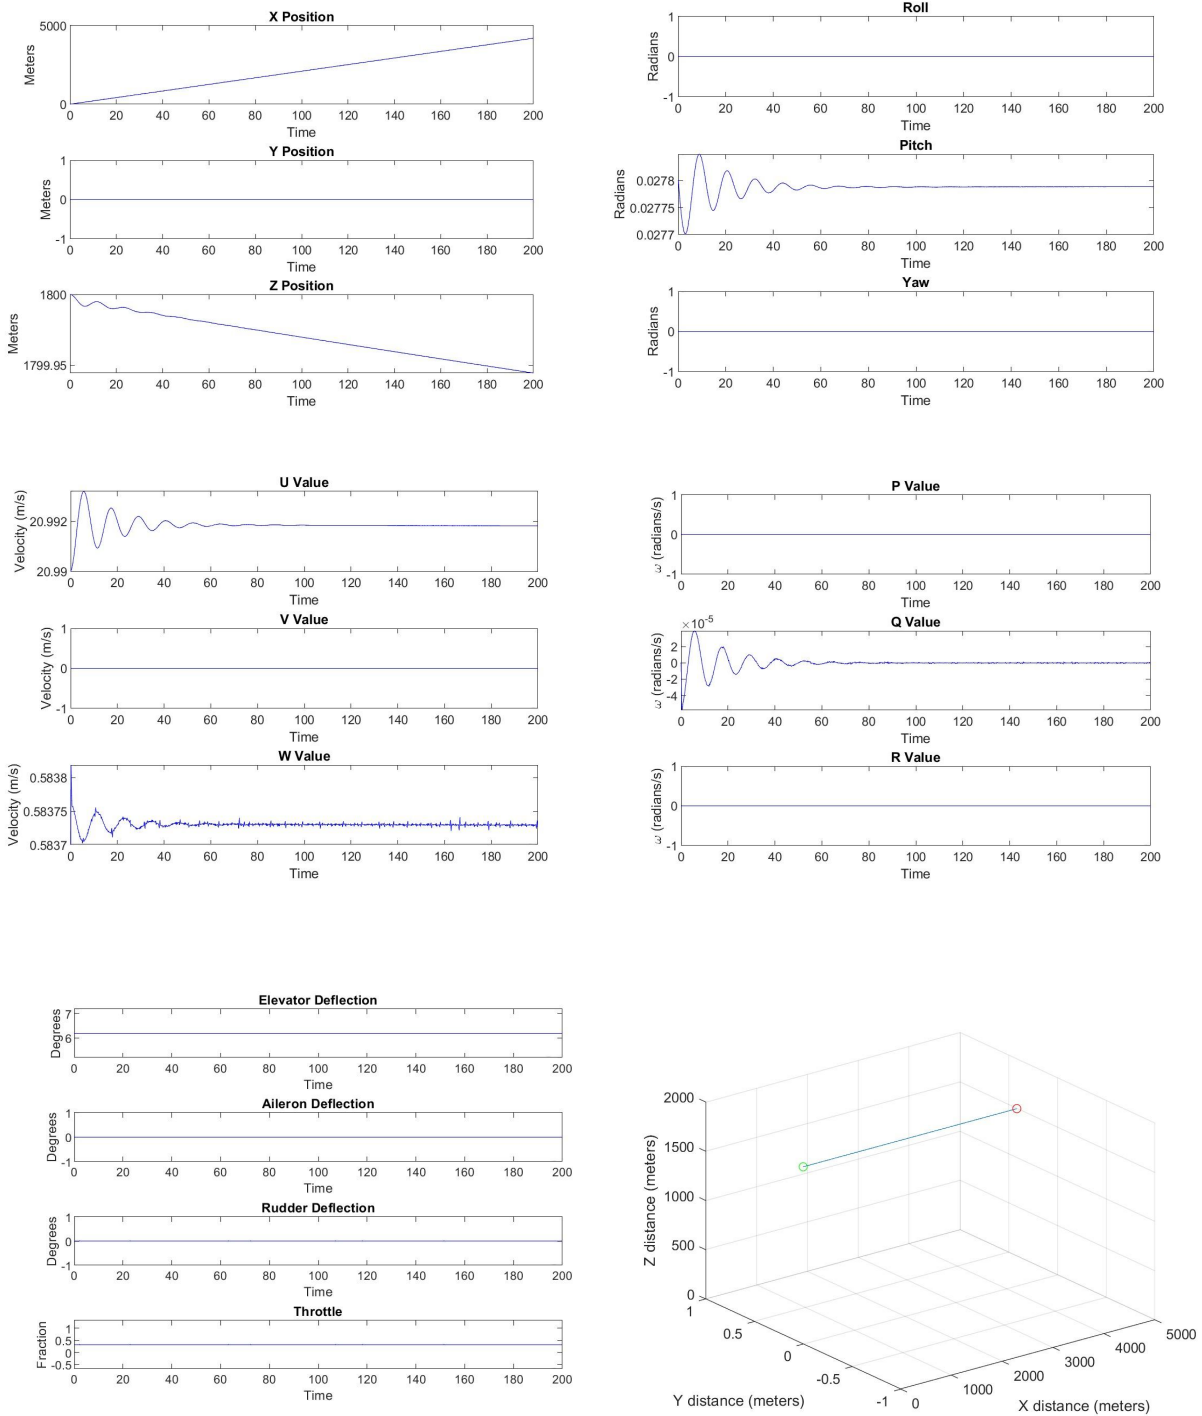 X Position
5000
0
Meters
0 20 40 60 80 100 120 140 160 180 200
Time
Y Position
1
0
-1
Meters
0 20 40 60 80 100 120 140 160 180 200
Time
Z Position
1800
1799.95
Meters
0 20 40 60 80 100 120 140 160 180 200
Time
Roll
1
0
-1
Radians
0 20 40 60 80 100 120 140 160 180 200
Time
Pitch
0.0278
0.02775
0.0277
Radians
0 20 40 60 80 100 120 140 160 180 200
Time
Yaw
1
0
-1
Radians
0 20 40 60 80 100 120 140 160 180 200
Time
U Value
20.992
20.99
Velocity (m/s)
0 20 40 60 80 100 120 140 160 180 200
Time
V Value
1
0
-1
Velocity (m/s)
0 20 40 60 80 100 120 140 160 180 200
Time
W Value
0.5838
0.58375
0.5837
Velocity (m/s)
0 20 40 60 80 100 120 140 160 180 200
Time
P Value
1
0
-1
ω (radians/s)
0 20 40 60 80 100 120 140 160 180 200
Time
×10⁻⁵
Q Value
2
0
-2
-4
ω (radians/s)
0 20 40 60 80 100 120 140 160 180 200
Time
R Value
1
0
-1
ω (radians/s)
0 20 40 60 80 100 120 140 160 180 200
Time
Elevator Deflection
7
6
Degrees
0 20 40 60 80 100 120 140 160 180 200
Time
Aileron Deflection
1
0
-1
Degrees
0 20 40 60 80 100 120 140 160 180 200
Time
Rudder Deflection
1
0
-1
Degrees
0 20 40 60 80 100 120 140 160 180 200
Time
Throttle
1
0.5
0
-0.5
Fraction
0 20 40 60 80 100 120 140 160 180 200
Time
2000
1500
1000
500
0
Z distance (meters)
1
0.5
0
-0.5
-1
Y distance (meters)
0
1000
2000
3000
4000
5000
X distance (meters)